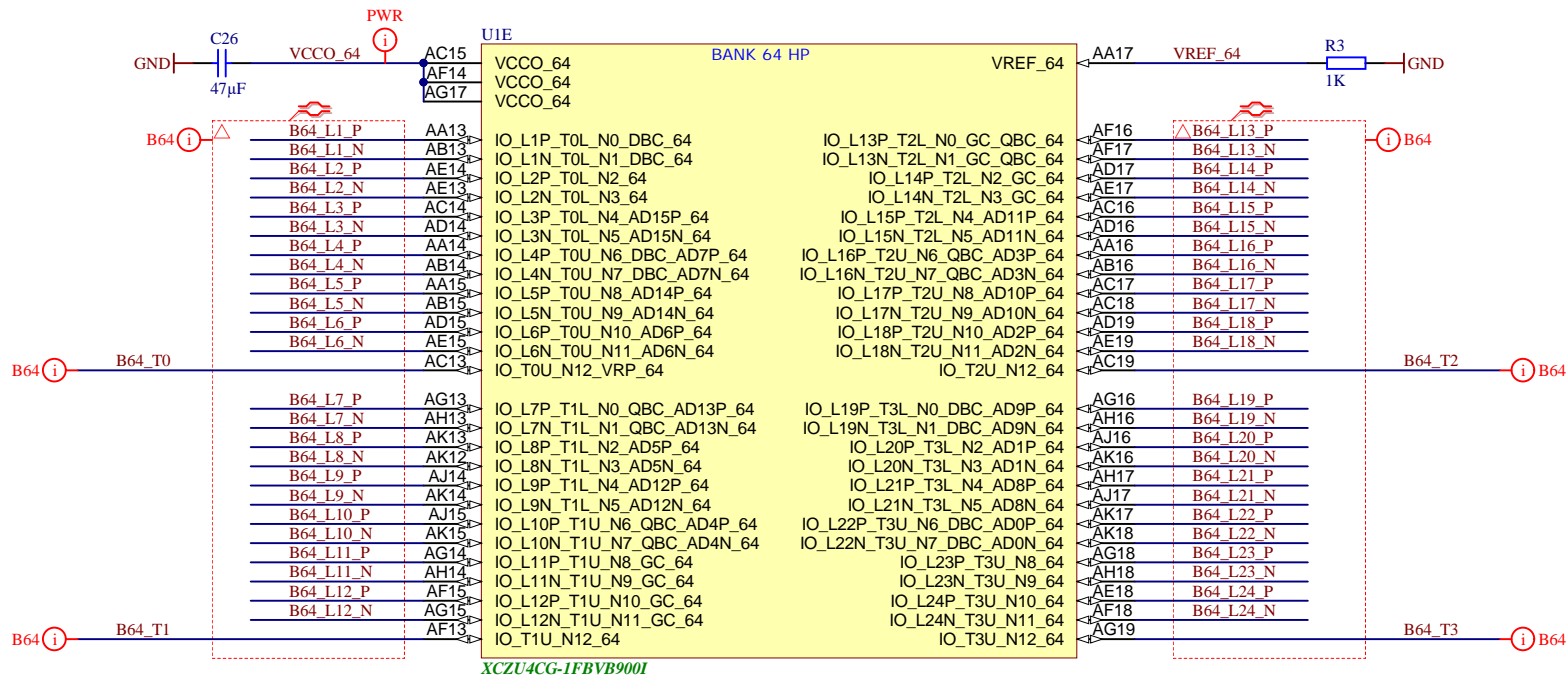 PWR
U1E
BANK 64 HP
GND C26 47µF VCCO_64 AC15 VCCO_64 VREF_64 AA17 VREF_64 R3 1K GND
AF14 VCCO_64
AG17 VCCO_64
B64 B64_L1_P AA13 IO_L1P_T0L_N0_DBC_64 IO_L13P_T2L_N0_GC_QBC_64 AF16 B64_L13_P B64
B64_L1_N AB13 IO_L1N_T0L_N1_DBC_64 IO_L13N_T2L_N1_GC_QBC_64 AF17 B64_L13_N
B64_L2_P AE14 IO_L2P_T0L_N2_64 IO_L14P_T2L_N2_GC_64 AD17 B64_L14_P
B64_L2_N AE13 IO_L2N_T0L_N3_64 IO_L14N_T2L_N3_GC_64 AE17 B64_L14_N
B64_L3_P AC14 IO_L3P_T0L_N4_AD15P_64 IO_L15P_T2L_N4_AD11P_64 AC16 B64_L15_P
B64_L3_N AD14 IO_L3N_T0L_N5_AD15N_64 IO_L15N_T2L_N5_AD11N_64 AD16 B64_L15_N
B64_L4_P AA14 IO_L4P_T0U_N6_DBC_AD7P_64 IO_L16P_T2U_N6_QBC_AD3P_64 AA16 B64_L16_P
B64_L4_N AB14 IO_L4N_T0U_N7_DBC_AD7N_64 IO_L16N_T2U_N7_QBC_AD3N_64 AB16 B64_L16_N
B64_L5_P AA15 IO_L5P_T0U_N8_AD14P_64 IO_L17P_T2U_N8_AD10P_64 AC17 B64_L17_P
B64_L5_N AB15 IO_L5N_T0U_N9_AD14N_64 IO_L17N_T2U_N9_AD10N_64 AC18 B64_L17_N
B64_L6_P AD15 IO_L6P_T0U_N10_AD6P_64 IO_L18P_T2U_N10_AD2P_64 AD19 B64_L18_P
B64_L6_N AE15 IO_L6N_T0U_N11_AD6N_64 IO_L18N_T2U_N11_AD2N_64 AE19 B64_L18_N
B64 B64_T0 AC13 IO_T0U_N12_VRP_64 IO_T2U_N12_64 AC19 B64_T2 B64
B64_L7_P AG13 IO_L7P_T1L_N0_QBC_AD13P_64 IO_L19P_T3L_N0_DBC_AD9P_64 AG16 B64_L19_P
B64_L7_N AH13 IO_L7N_T1L_N1_QBC_AD13N_64 IO_L19N_T3L_N1_DBC_AD9N_64 AH16 B64_L19_N
B64_L8_P AK13 IO_L8P_T1L_N2_AD5P_64 IO_L20P_T3L_N2_AD1P_64 AJ16 B64_L20_P
B64_L8_N AK12 IO_L8N_T1L_N3_AD5N_64 IO_L20N_T3L_N3_AD1N_64 AK16 B64_L20_N
B64_L9_P AJ14 IO_L9P_T1L_N4_AD12P_64 IO_L21P_T3L_N4_AD8P_64 AH17 B64_L21_P
B64_L9_N AK14 IO_L9N_T1L_N5_AD12N_64 IO_L21N_T3L_N5_AD8N_64 AJ17 B64_L21_N
B64_L10_P AJ15 IO_L10P_T1U_N6_QBC_AD4P_64 IO_L22P_T3U_N6_DBC_AD0P_64 AK17 B64_L22_P
B64_L10_N AK15 IO_L10N_T1U_N7_QBC_AD4N_64 IO_L22N_T3U_N7_DBC_AD0N_64 AK18 B64_L22_N
B64_L11_P AG14 IO_L11P_T1U_N8_GC_64 IO_L23P_T3U_N8_64 AG18 B64_L23_P
B64_L11_N AH14 IO_L11N_T1U_N9_GC_64 IO_L23N_T3U_N9_64 AH18 B64_L23_N
B64_L12_P AF15 IO_L12P_T1U_N10_GC_64 IO_L24P_T3U_N10_64 AE18 B64_L24_P
B64_L12_N AG15 IO_L12N_T1U_N11_GC_64 IO_L24N_T3U_N11_64 AF18 B64_L24_N
B64 B64_T1 AF13 IO_T1U_N12_64 IO_T3U_N12_64 AG19 B64_T3 B64
XCZU4CG-1FBVB900I